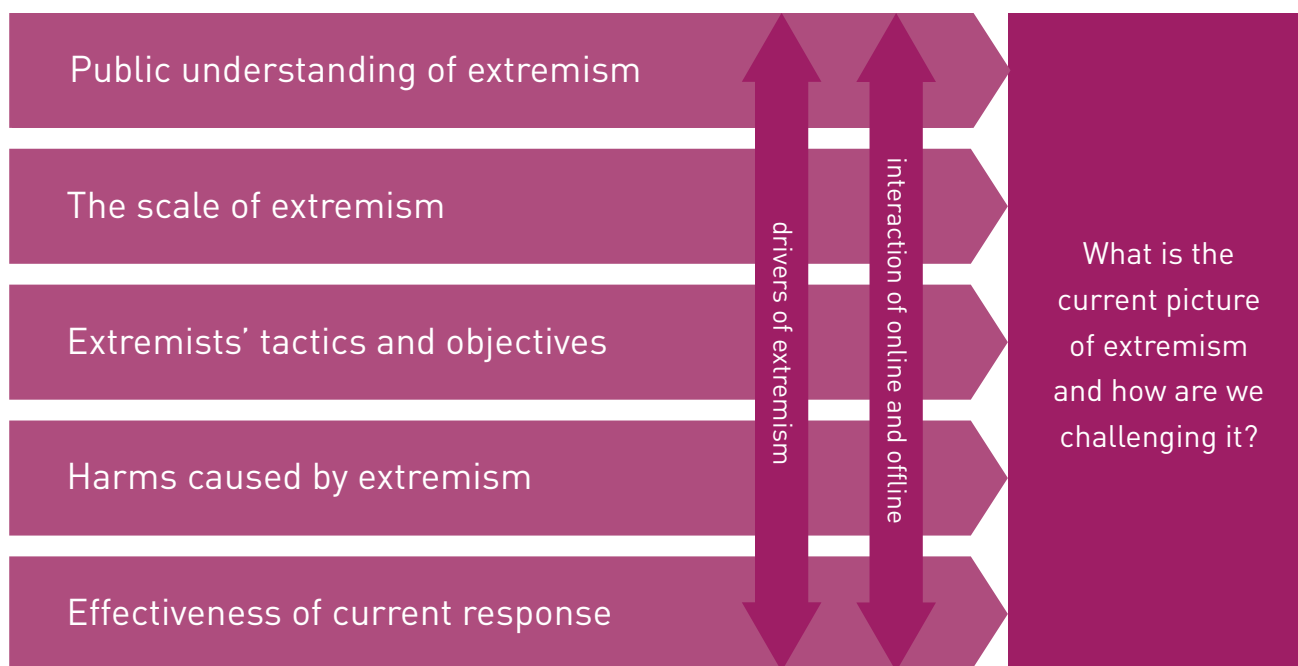 Public understanding of extremism
The scale of extremism
Extremists’ tactics and objectives
Harms caused by extremism
Effectiveness of current response
drivers of extremism
interaction of online and offline
What is the
current picture
of extremism
and how are we
challenging it?